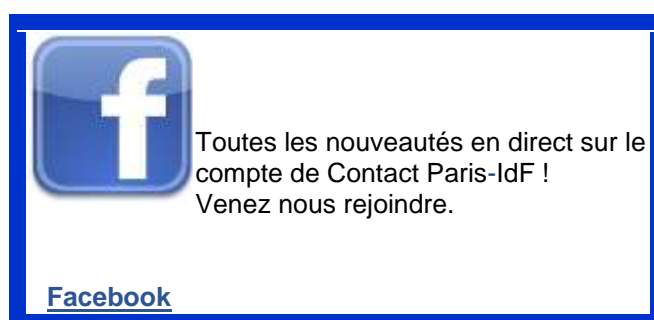 f
Toutes les nouveautés en direct sur le
compte de Contact Paris-IdF !
Venez nous rejoindre.
Facebook